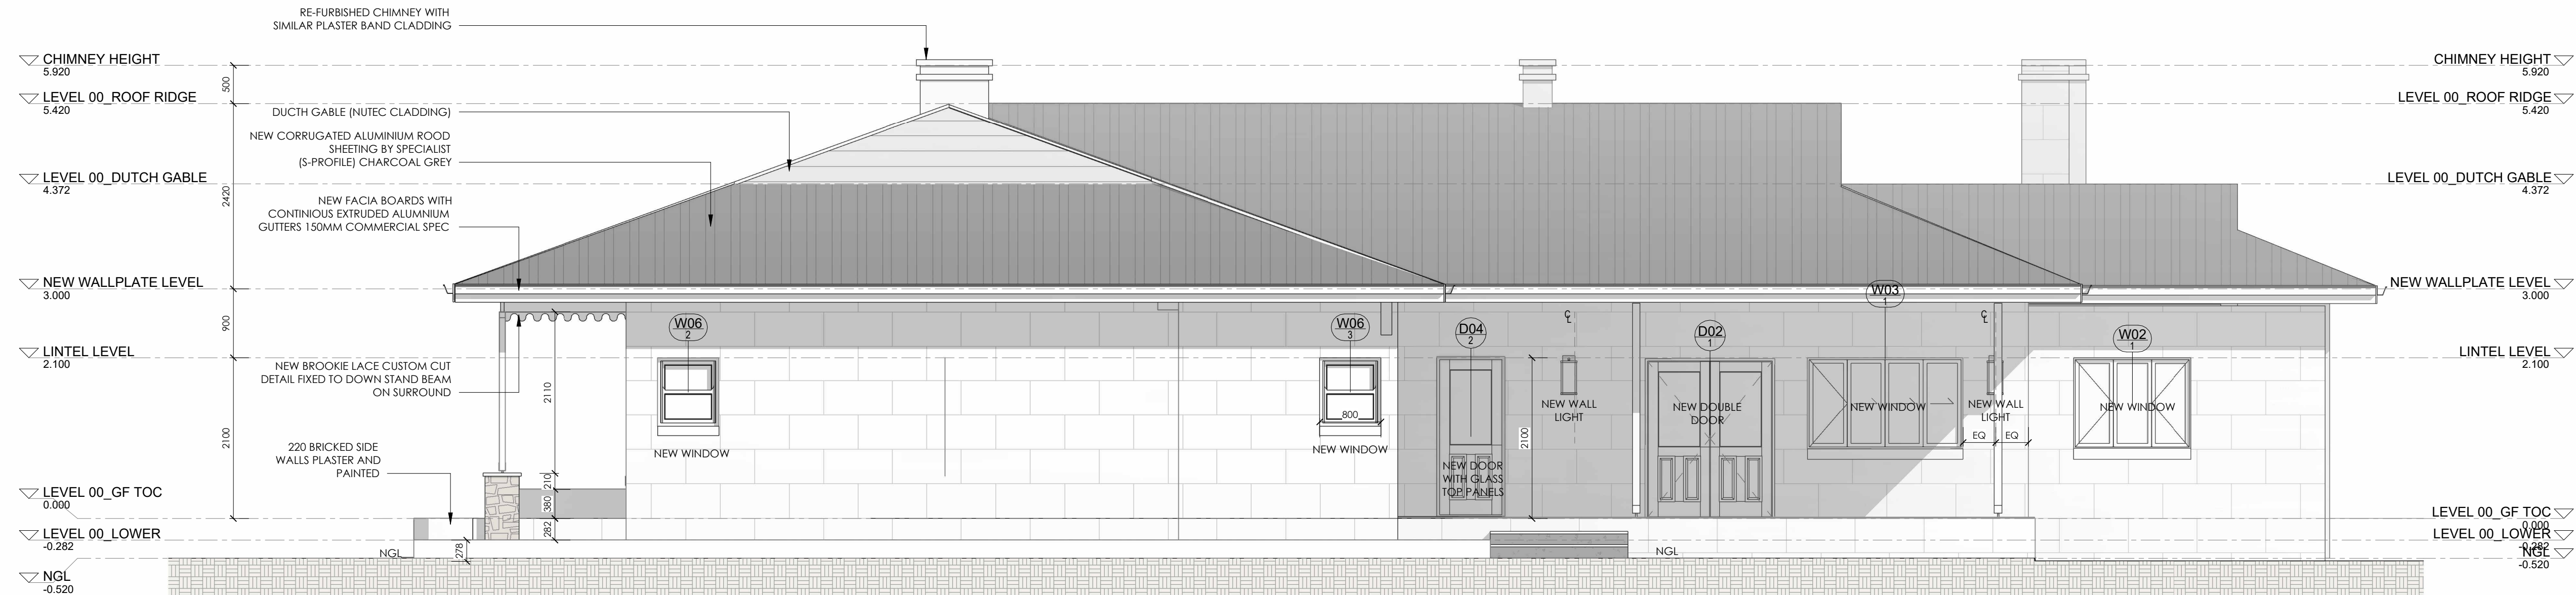 RE-FURBISHED CHIMNEY WITH
SIMILAR PLASTER BAND CLADDING
CHIMNEY HEIGHT
5.920
500
LEVEL 00_ROOF RIDGE
5.420
DUCTH GABLE (NUTEC CLADDING)
NEW CORRUGATED ALUMINIUM ROOD
SHEETING BY SPECIALIST
(S-PROFILE) CHARCOAL GREY
LEVEL 00_DUTCH GABLE
4.372
2420
NEW FACIA BOARDS WITH
CONTINIOUS EXTRUDED ALUMNIUM
GUTTERS 150MM COMMERCIAL SPEC
NEW WALLPLATE LEVEL
3.000
900
LINTEL LEVEL
2.100
NEW BROOKIE LACE CUSTOM CUT
DETAIL FIXED TO DOWN STAND BEAM
ON SURROUND
2100
220 BRICKED SIDE
WALLS PLASTER AND
PAINTED
LEVEL 00_GF TOC
0.000
LEVEL 00_LOWER
-0.282
NGL
-0.520
2110
210
380
282
278
NGL
W06
2
NEW WINDOW
W06
3
800
NEW WINDOW
D04
2
NEW DOOR
WITH GLASS
TOP PANELS
2100
℄
NEW WALL
LIGHT
D02
1
NEW DOUBLE
DOOR
W03
1
NEW WINDOW
℄
NEW WALL
LIGHT
EQ
EQ
W02
1
NEW WINDOW
NGL
CHIMNEY HEIGHT
5.920
LEVEL 00_ROOF RIDGE
5.420
LEVEL 00_DUTCH GABLE
4.372
NEW WALLPLATE LEVEL
3.000
LINTEL LEVEL
2.100
LEVEL 00_GF TOC
0.000
LEVEL 00_LOWER
-0.282
NGL
-0.520